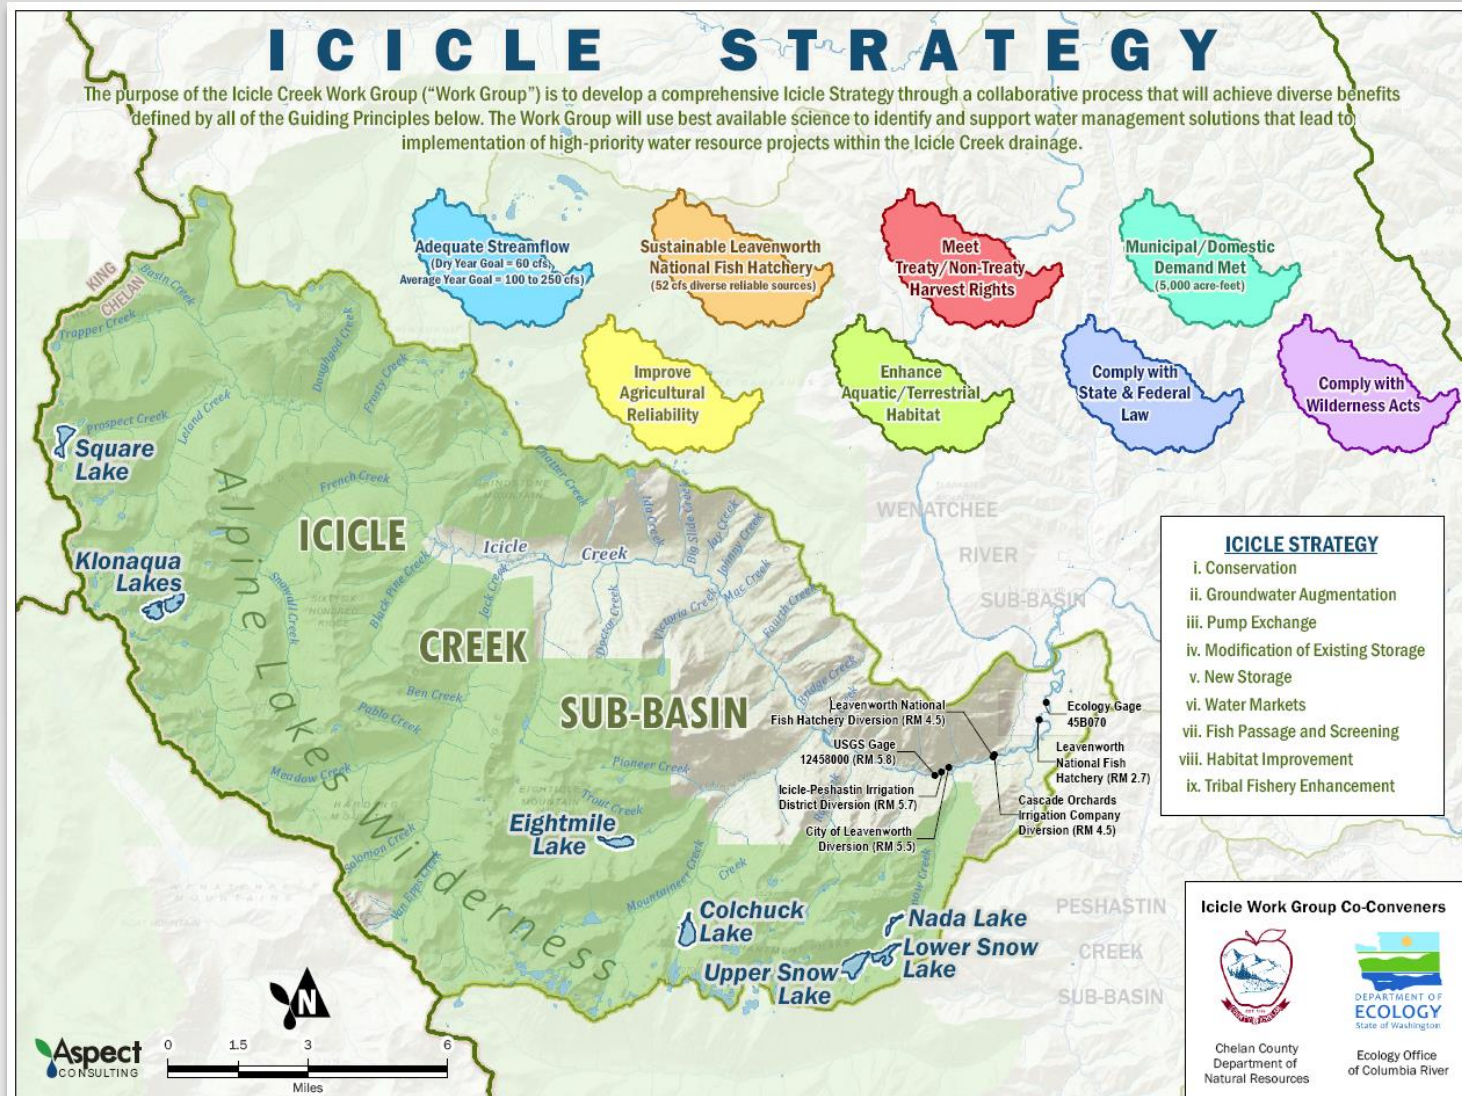 ICICLE STRATEGY
The purpose of the Icicle Creek Work Group (“Work Group”) is to develop a comprehensive Icicle Strategy through a collaborative process that will achieve diverse benefits
defined by all of the Guiding Principles below. The Work Group will use best available science to identify and support water management solutions that lead to
implementation of high-priority water resource projects within the Icicle Creek drainage.
Adequate Streamflow
(Dry Year Goal = 60 cfs,
Average Year Goal = 100 to 250 cfs)
Sustainable Leavenworth
National Fish Hatchery
(52 cfs diverse reliable sources)
Meet
Treaty/Non-Treaty
Harvest Rights
Municipal/Domestic
Demand Met
(5,000 acre-feet)
Improve
Agricultural
Reliability
Enhance
Aquatic/Terrestrial
Habitat
Comply with
State & Federal
Law
Comply with
Wilderness Acts
KING
CHELAN
Basin Creek
Trapper Creek
Doughgod Creek
Frosty Creek
Prospect Creek
Leland Creek
Square
Lake
French Creek
Chatter Creek
Ida Creek
Big Slide Creek
Jay Creek
Johnny Creek
ICICLE
Icicle Creek
Klonaqua
Lakes
Snowall Creek
Black Pine Creek
Jack Creek
Doctor Creek
Victoria Creek
Mac Creek
Fourth Creek
CREEK
SUB-BASIN
Alpine Lakes Wilderness
Ben Creek
Pablo Creek
Meadow Creek
Pioneer Creek
Trout Creek
Bridge Creek
Solomon Creek
Van Epps Creek
Mountaineer Creek
Creek
Eightmile
Lake
Colchuck
Lake
Nada Lake
Lower Snow
Lake
Upper Snow
Lake
WENATCHEE
RIVER
SUB-BASIN
PESHASTIN
CREEK
SUB-BASIN
Leavenworth National
Fish Hatchery Diversion (RM 4.5)
USGS Gage
12458000 (RM 5.8)
Icicle-Peshastin Irrigation
District Diversion (RM 5.7)
City of Leavenworth
Diversion (RM 5.5)
Ecology Gage
45B070
Leavenworth
National Fish
Hatchery (RM 2.7)
Cascade Orchards
Irrigation Company
Diversion (RM 4.5)
ICICLE STRATEGY
i. Conservation
ii. Groundwater Augmentation
iii. Pump Exchange
iv. Modification of Existing Storage
v. New Storage
vi. Water Markets
vii. Fish Passage and Screening
viii. Habitat Improvement
ix. Tribal Fishery Enhancement
Icicle Work Group Co-Conveners
Chelan County
Department of
Natural Resources
DEPARTMENT OF
ECOLOGY
State of Washington
Ecology Office
of Columbia River
N
Aspect
CONSULTING
0 1.5 3 6
Miles